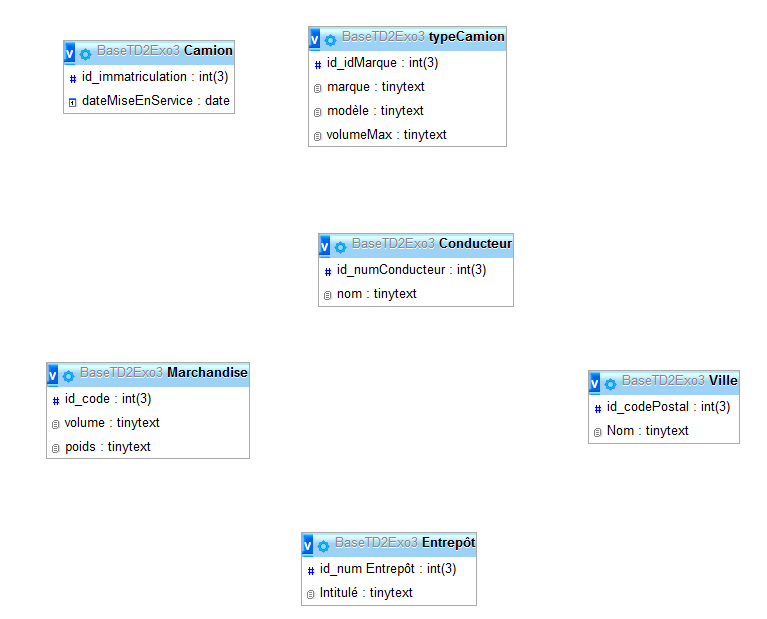 BaseTD2Exo3 Camion
id_immatriculation : int(3)
dateMiseEnService : date
BaseTD2Exo3 typeCamion
id_idMarque : int(3)
marque : tinytext
modèle : tinytext
volumeMax : tinytext
BaseTD2Exo3 Conducteur
id_numConducteur : int(3)
nom : tinytext
BaseTD2Exo3 Marchandise
id_code : int(3)
volume : tinytext
poids : tinytext
BaseTD2Exo3 Ville
id_codePostal : int(3)
Nom : tinytext
BaseTD2Exo3 Entrepôt
id_num Entrepôt : int(3)
Intitulé : tinytext